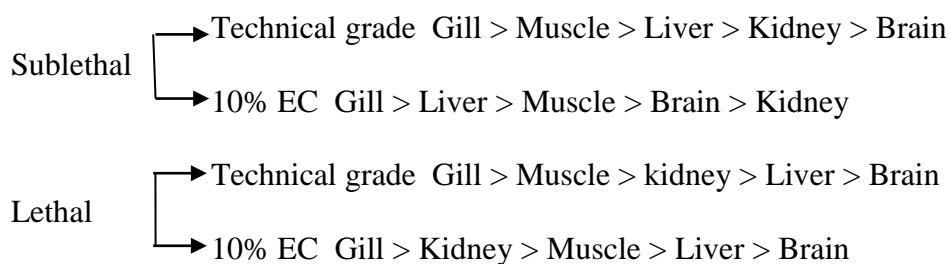 Technical grade Gill > Muscle > Liver > Kidney > Brain
Sublethal
10% EC Gill > Liver > Muscle > Brain > Kidney
Technical grade Gill > Muscle > kidney > Liver > Brain
Lethal
10% EC Gill > Kidney > Muscle > Liver > Brain